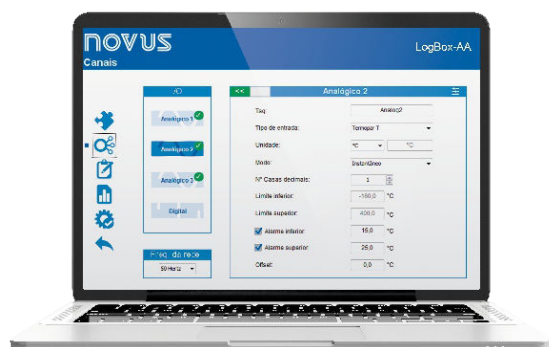 NOVUS
LogBox-AA
Canais
I/O
Analógico 1
Analógico 2
Analógico 3
Digital
Freq. da rede
50 Hertz
<<
Analógico 2
Tag:
Analog2
Tipo de entrada:
Termopar T
Unidade:
°C
°C
Modo:
Instantâneo
Nº Casas decimais:
1
Limite inferior:
-160,0 °C
Limite superior:
400,0 °C
Alarme inferior:
15,0 °C
Alarme superior:
25,0 °C
Offset:
0,0 °C